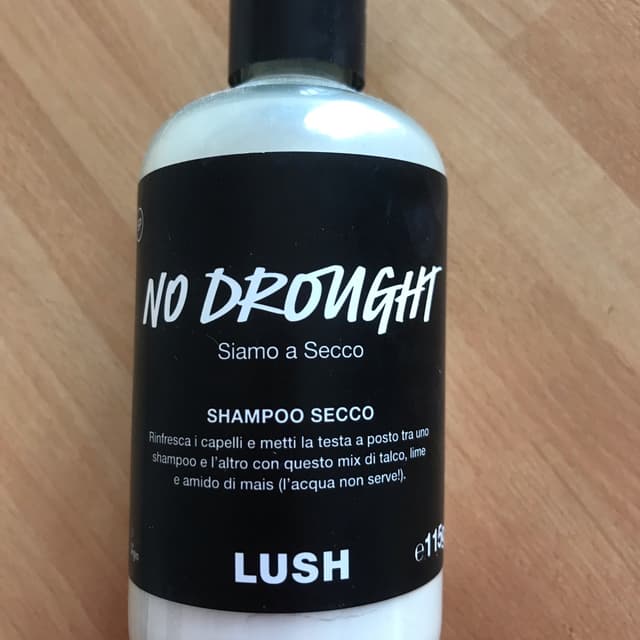 NO DROUGHT
Siamo a Secco
SHAMPOO SECCO
Rinfresca i capelli e metti la testa a posto tra uno
shampoo e l'altro con questo mix di talco, lime
e amido di mais (l'acqua non serve!).
LUSH
e115g